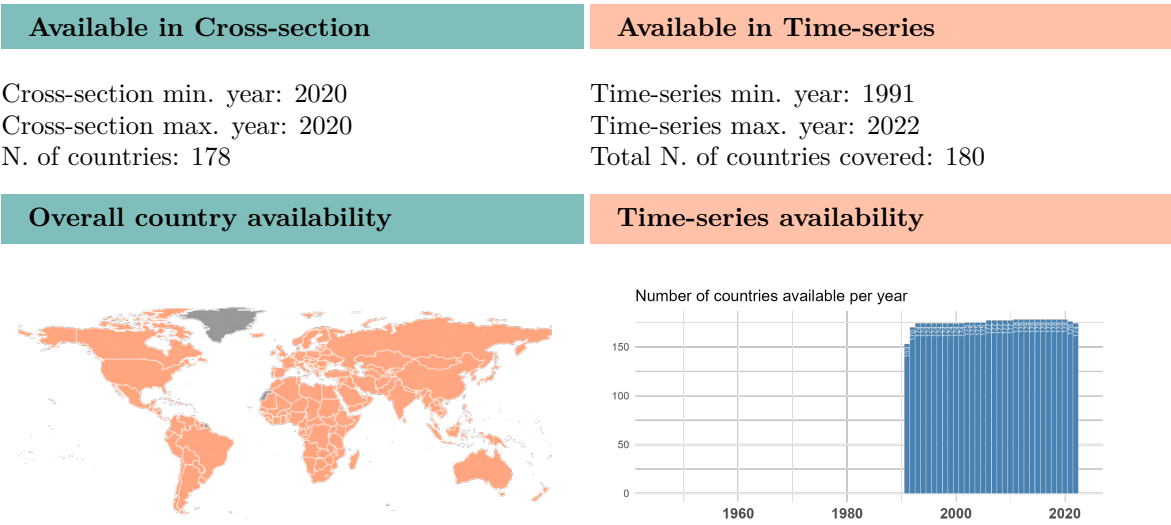 Available in Cross-section
Cross-section min. year: 2020
Cross-section max. year: 2020
N. of countries: 178
Available in Time-series
Time-series min. year: 1991
Time-series max. year: 2022
Total N. of countries covered: 180
Overall country availability
Time-series availability
Number of countries available per year
150
100
50
0
1960
1980
2000
2020